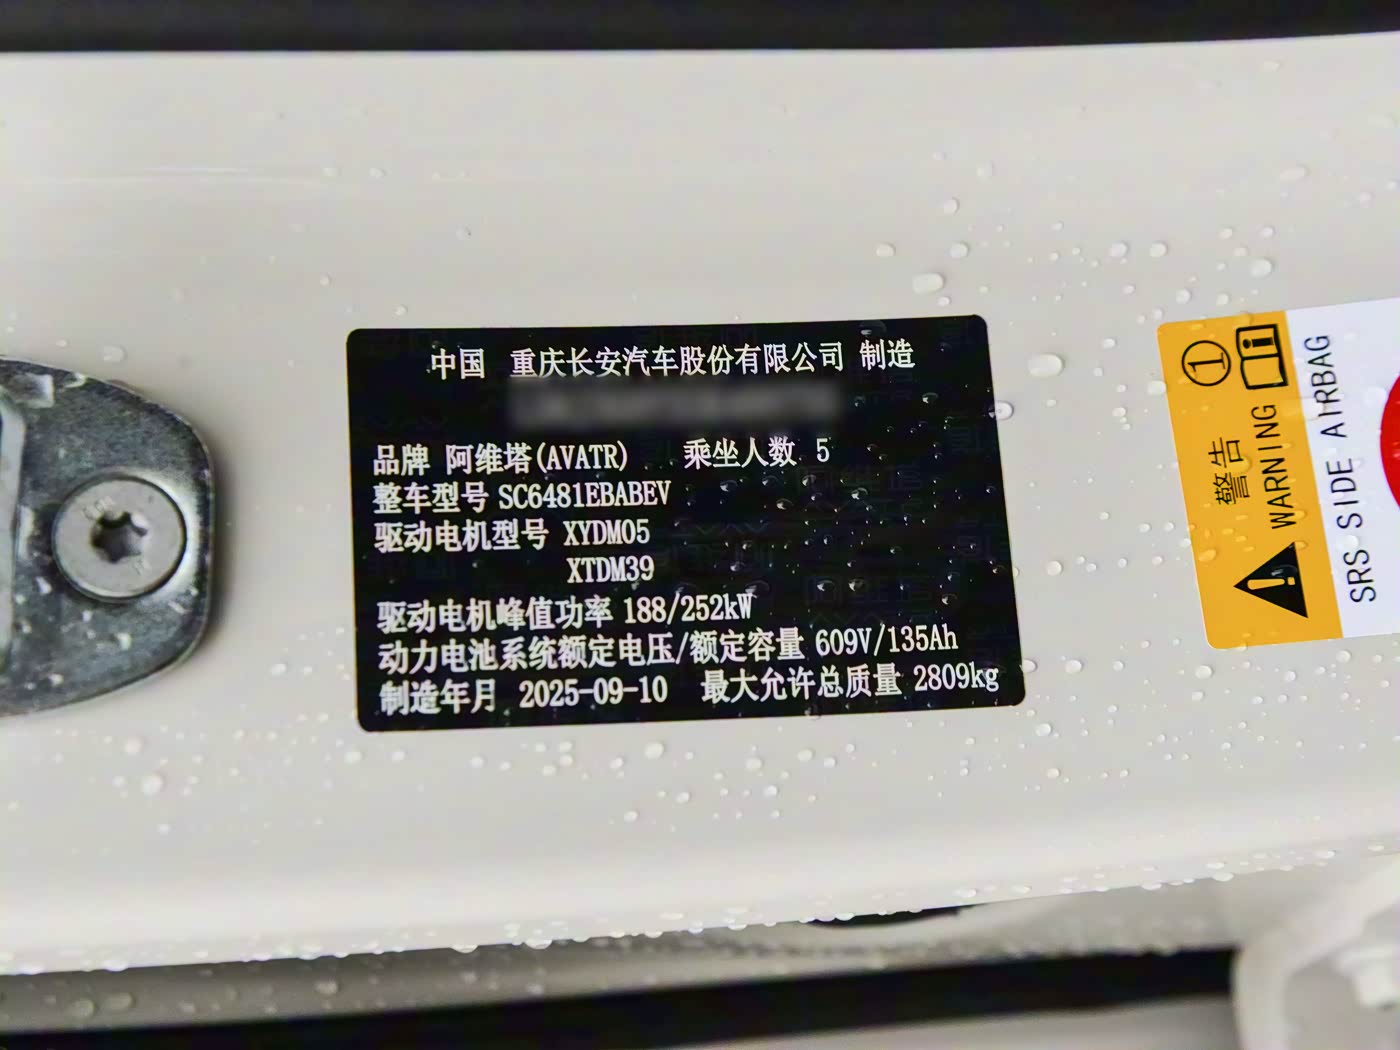 中国 重庆长安汽车股份有限公司 制造
品牌 阿维塔(AVATR) 乘坐人数 5
整车型号 SC6481EBABEV
驱动电机型号 XYDM05
XTDM39
驱动电机峰值功率 188/252kW
动力电池系统额定电压/额定容量 609V/135Ah
制造年月 2025-09-10 最大允许总质量 2809kg
①
警告
WARNING
SRS SIDE AIRBAG